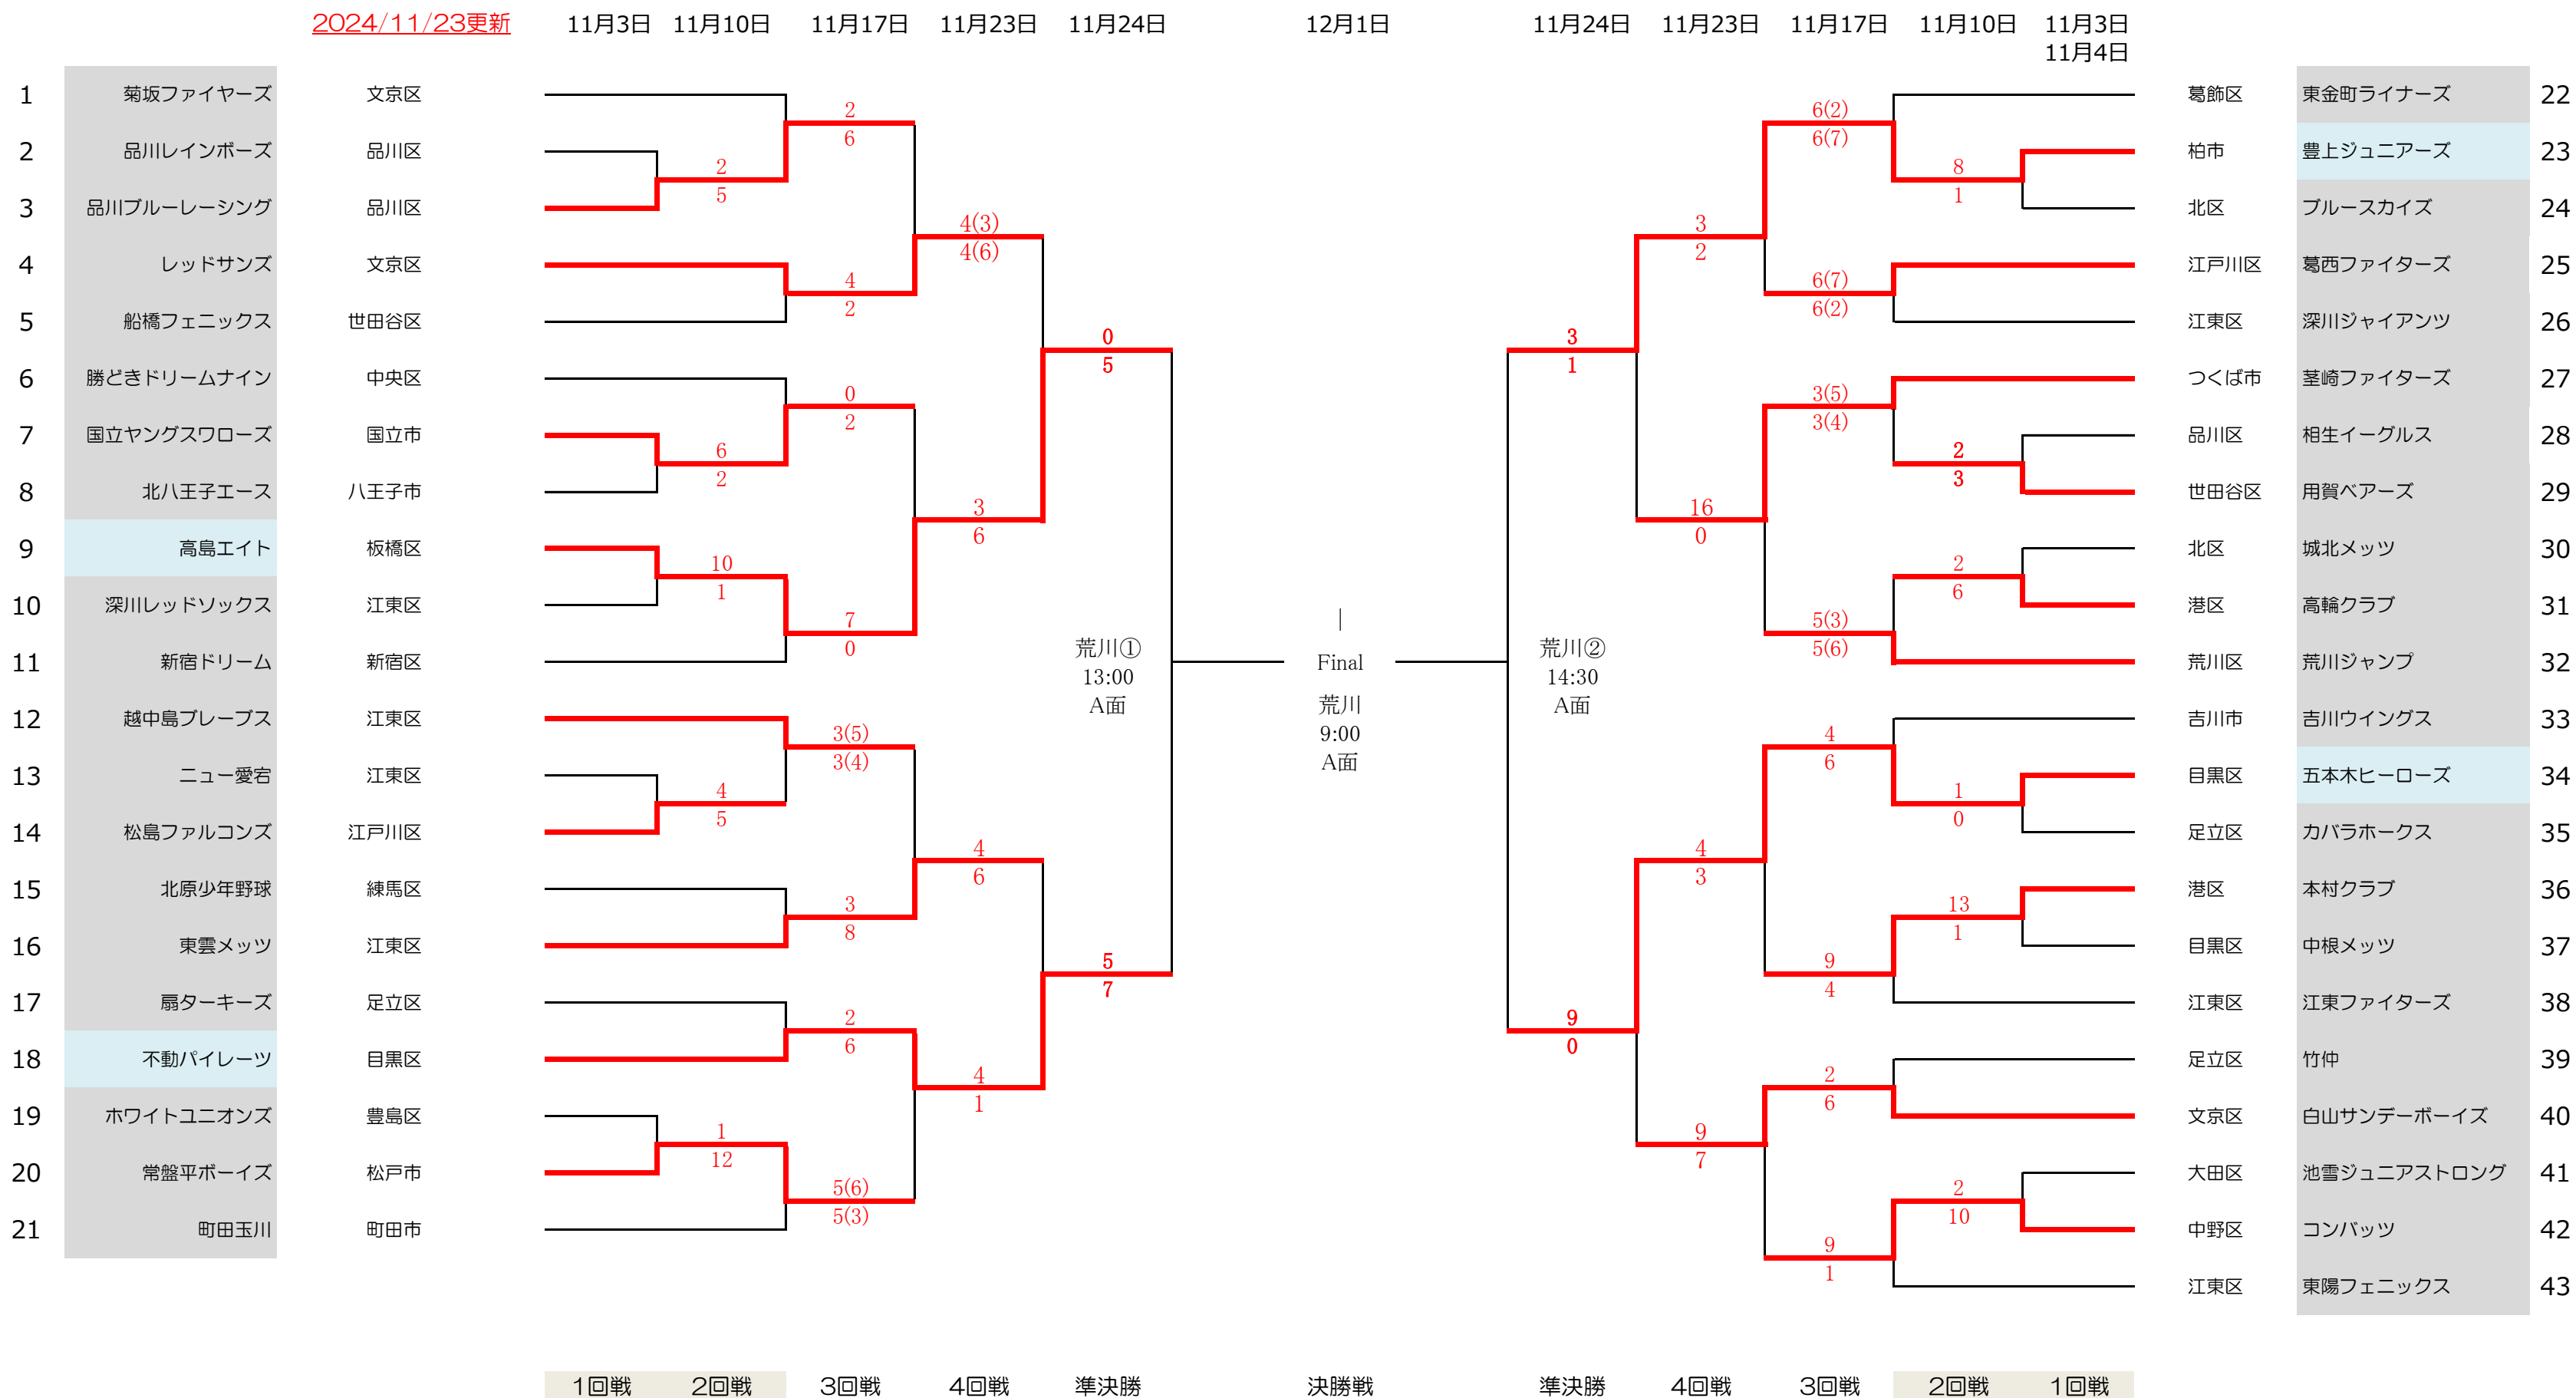 2024/11/23更新 11月3日 11月10日 11月17日 11月23日 11月24日 12月1日 11月24日 11月23日 11月17日 11月10日 11月3日
11月4日
1 菊坂ファイヤーズ 文京区 葛飾区 東金町ライナーズ 22
2 6(2)
6 6(7)
2 品川レインボーズ 品川区 柏市 豊上ジュニアーズ 23
2 8
5 1
3 品川ブルーレーシング 品川区 北区 ブルースカイズ 24
4(3) 3
4(6) 2
4 レッドサンズ 文京区 江戸川区 葛西ファイターズ 25
4 6(7)
2 6(2)
5 船橋フェニックス 世田谷区 江東区 深川ジャイアンツ 26
0 3
5 1
6 勝どきドリームナイン 中央区 つくば市 茎崎ファイターズ 27
0 3(5)
2 3(4)
7 国立ヤングスワローズ 国立市 品川区 相生イーグルス 28
6 2
2 3
8 北八王子エース 八王子市 世田谷区 用賀ベアーズ 29
3 16
6 0
9 高島エイト 板橋区 北区 城北メッツ 30
10 2
1 6
10 深川レッドソックス 江東区 港区 高輪クラブ 31
7 | 5(3)
0 荒川① 荒川② 5(6)
11 新宿ドリーム 新宿区 Final 荒川区 荒川ジャンプ 32
13:00 14:30
A面 荒川 A面
12 越中島ブレーブス 江東区 吉川市 吉川ウイングス 33
3(5) 9:00 4
3(4) A面 6
13 ニュー愛宕 江東区 目黒区 五本木ヒーローズ 34
4 1
5 0
14 松島ファルコンズ 江戸川区 足立区 カバラホークス 35
4 4
6 3
15 北原少年野球 練馬区 港区 本村クラブ 36
3 13
8 1
16 東雲メッツ 江東区 目黒区 中根メッツ 37
5 9
7 4
17 扇ターキーズ 足立区 江東区 江東ファイターズ 38
2 9
6 0
18 不動パイレーツ 目黒区 足立区 竹仲 39
4 2
1 6
19 ホワイトユニオンズ 豊島区 文京区 白山サンデーボーイズ 40
1 9
12 7
20 常盤平ボーイズ 松戸市 大田区 池雪ジュニアストロング 41
5(6) 2
5(3) 10
21 町田玉川 町田市 中野区 コンバッツ 42
9
1
江東区 東陽フェニックス 43
1回戦 2回戦 3回戦 4回戦 準決勝 決勝戦 準決勝 4回戦 3回戦 2回戦 1回戦